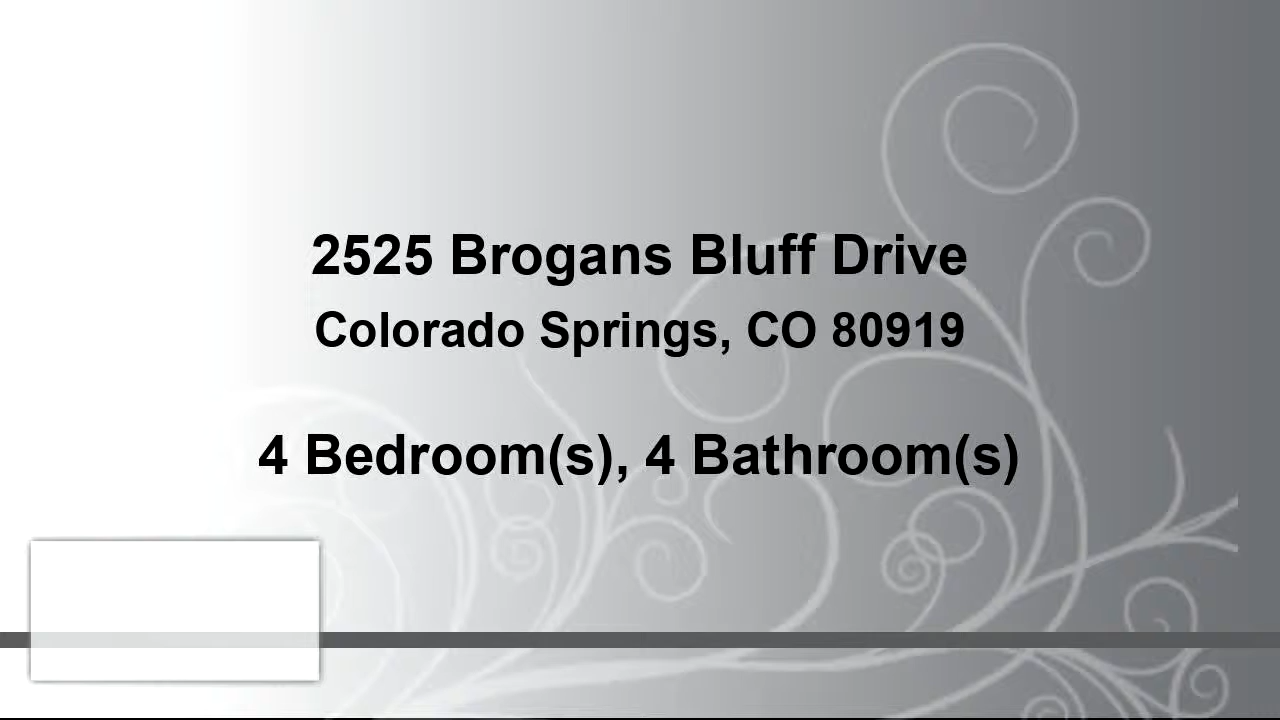 2525 Brogans Bluff Drive
Colorado Springs, CO 80919
4 Bedroom(s), 4 Bathroom(s)